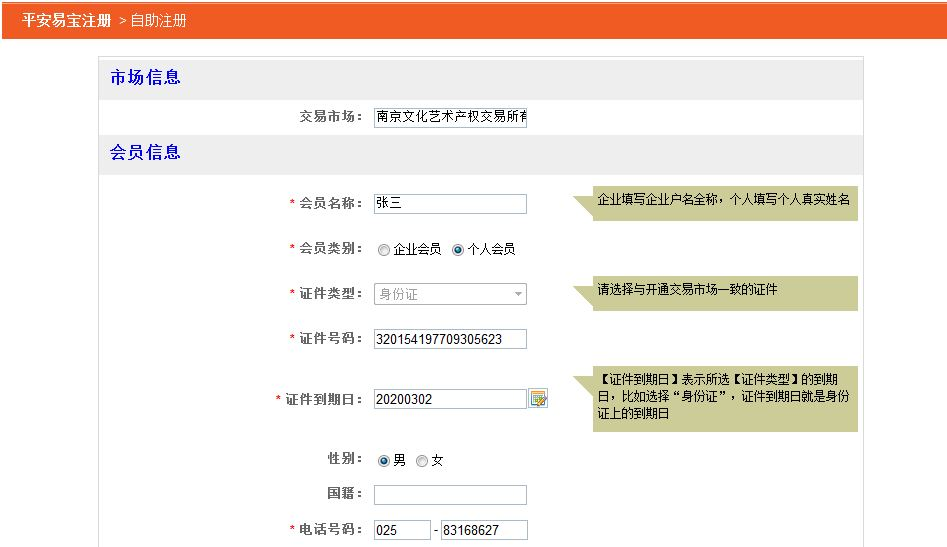 平安易宝注册 > 自助注册
市场信息
交易市场： 南京文化艺术产权交易所有
会员信息
* 会员名称： 张三 企业填写企业户名全称，个人填写个人真实姓名
* 会员类别： 企业会员 个人会员
* 证件类型： 身份证 请选择与开通交易市场一致的证件
* 证件号码： 320154197709305623
* 证件到期日： 20200302
【证件到期日】表示所选【证件类型】的到期
日，比如选择“身份证”，证件到期日就是身份
证上的到期日
性别： 男 女
国籍：
* 电话号码： 025 - 83168627